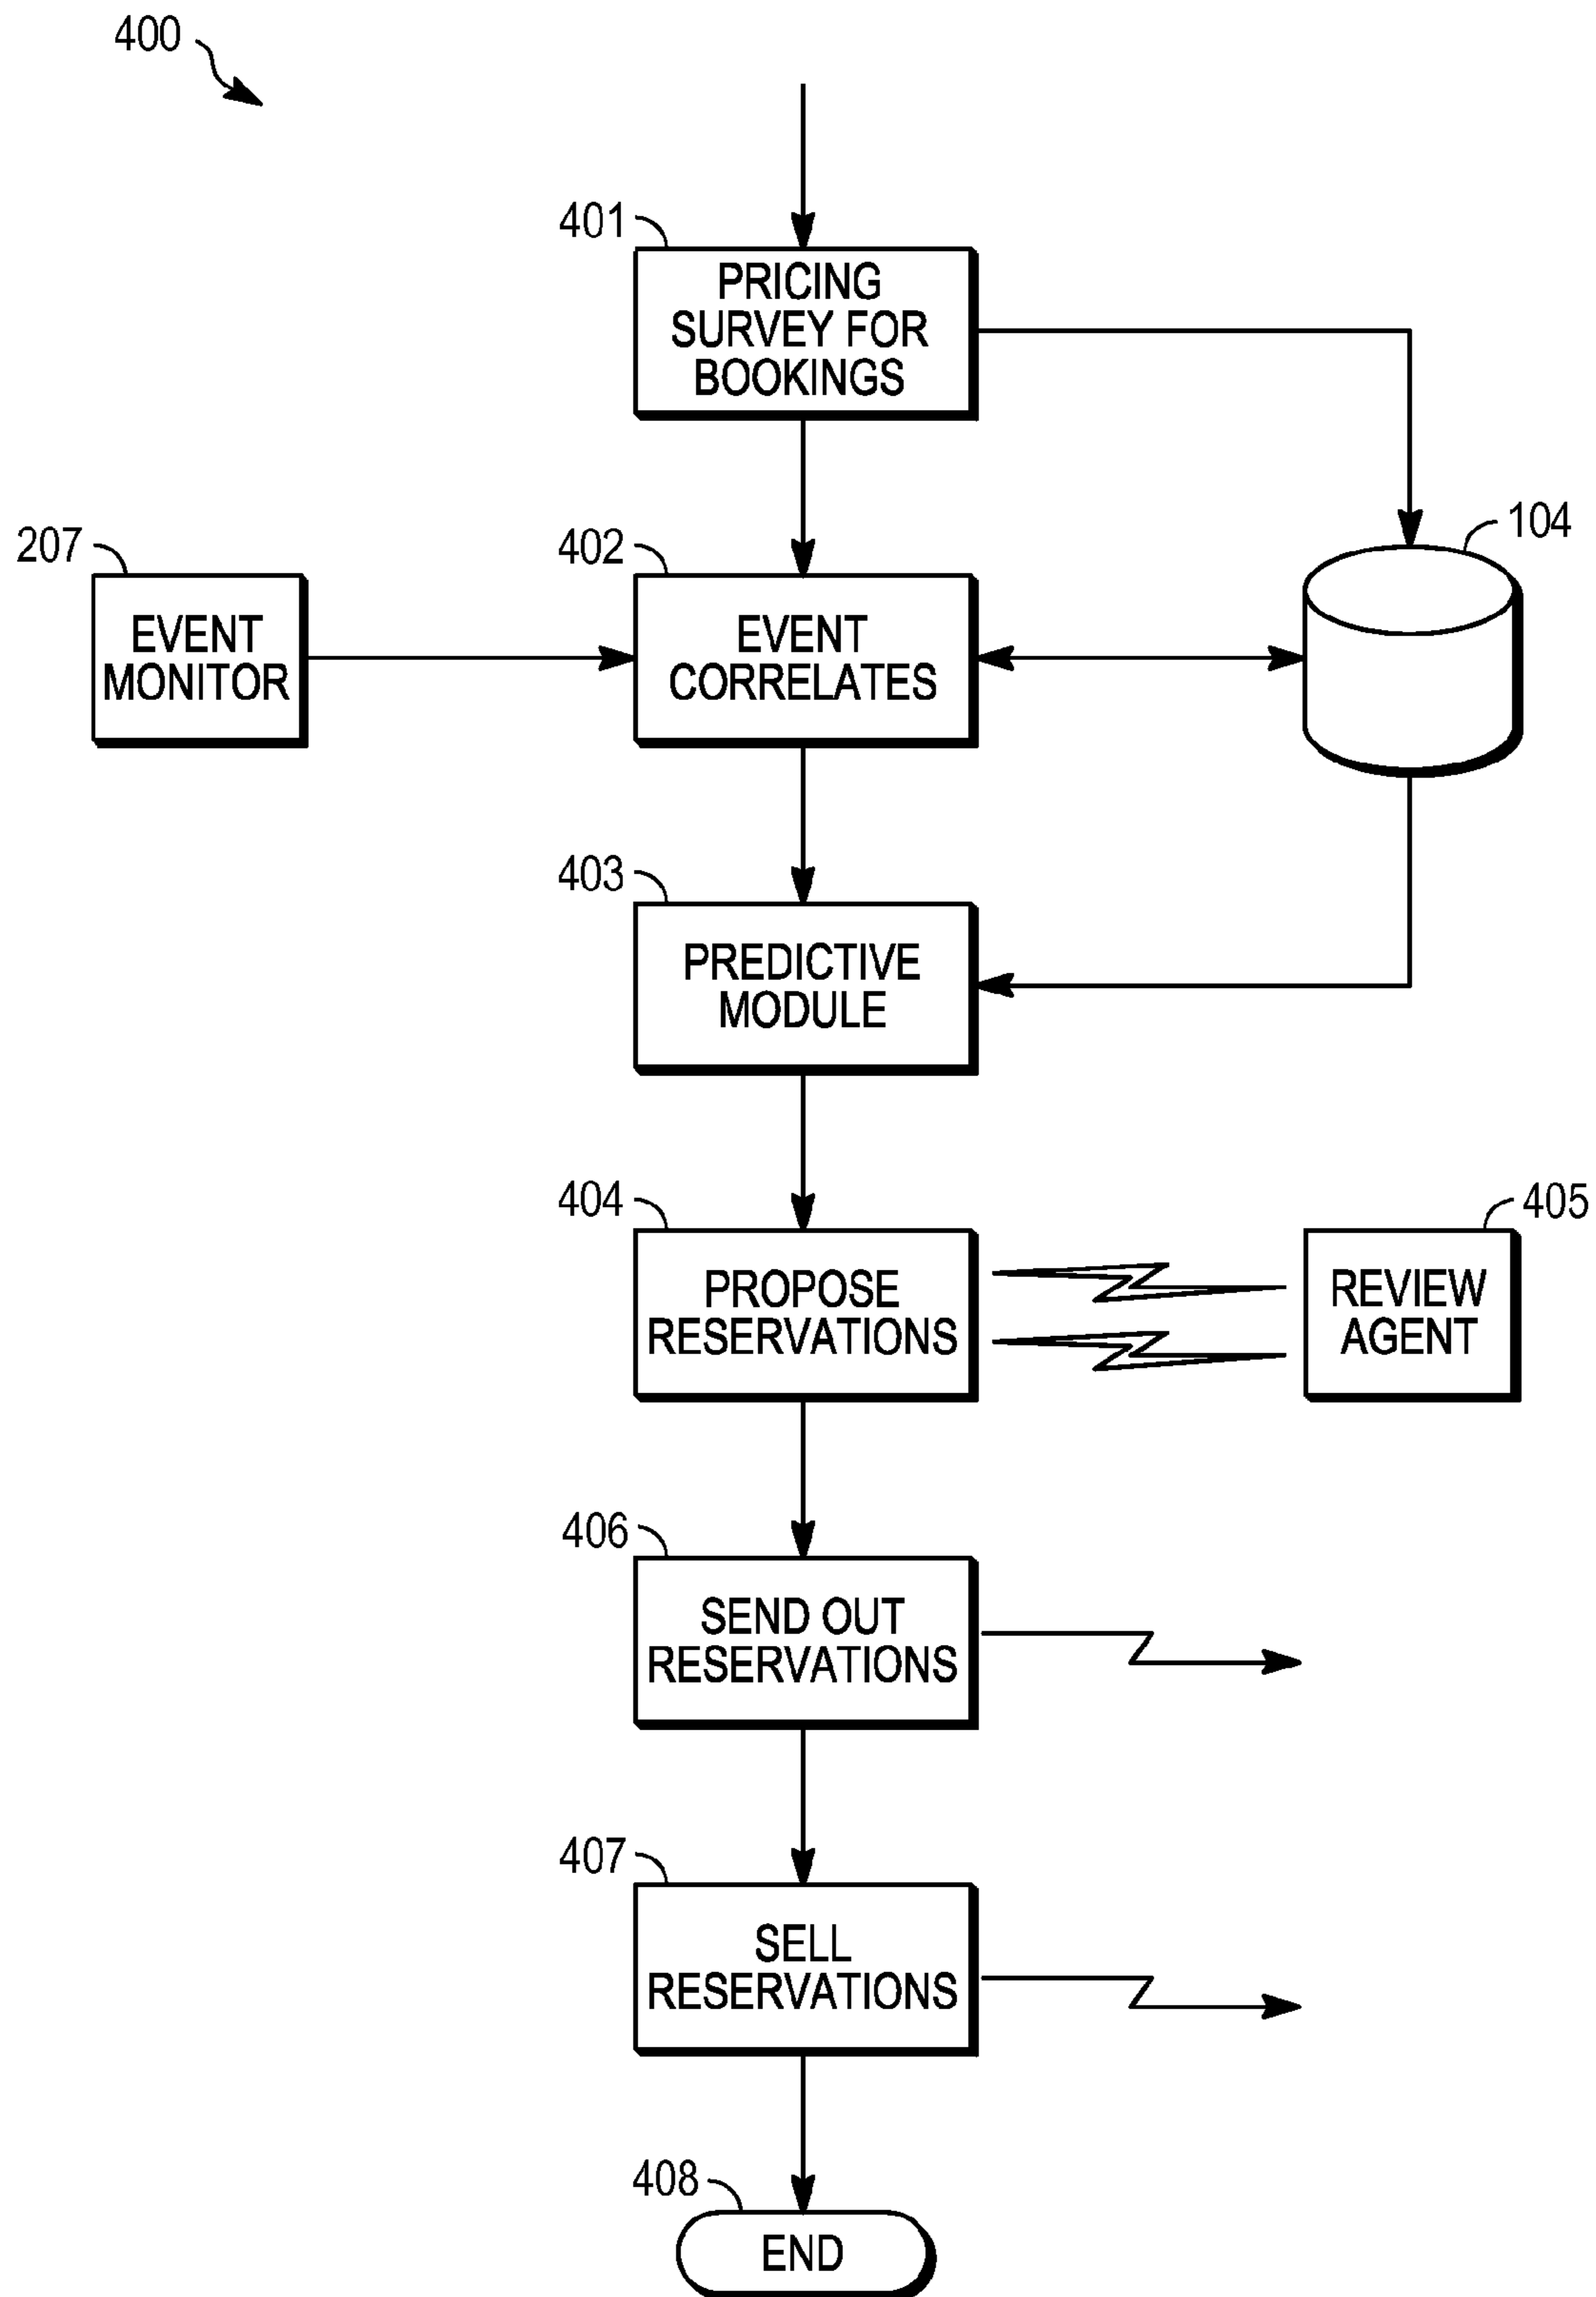 400
401
PRICING
SURVEY FOR
BOOKINGS
207
EVENT
MONITOR
402
EVENT
CORRELATES
104
403
PREDICTIVE
MODULE
404
PROPOSE
RESERVATIONS
405
REVIEW
AGENT
406
SEND OUT
RESERVATIONS
407
SELL
RESERVATIONS
408
END